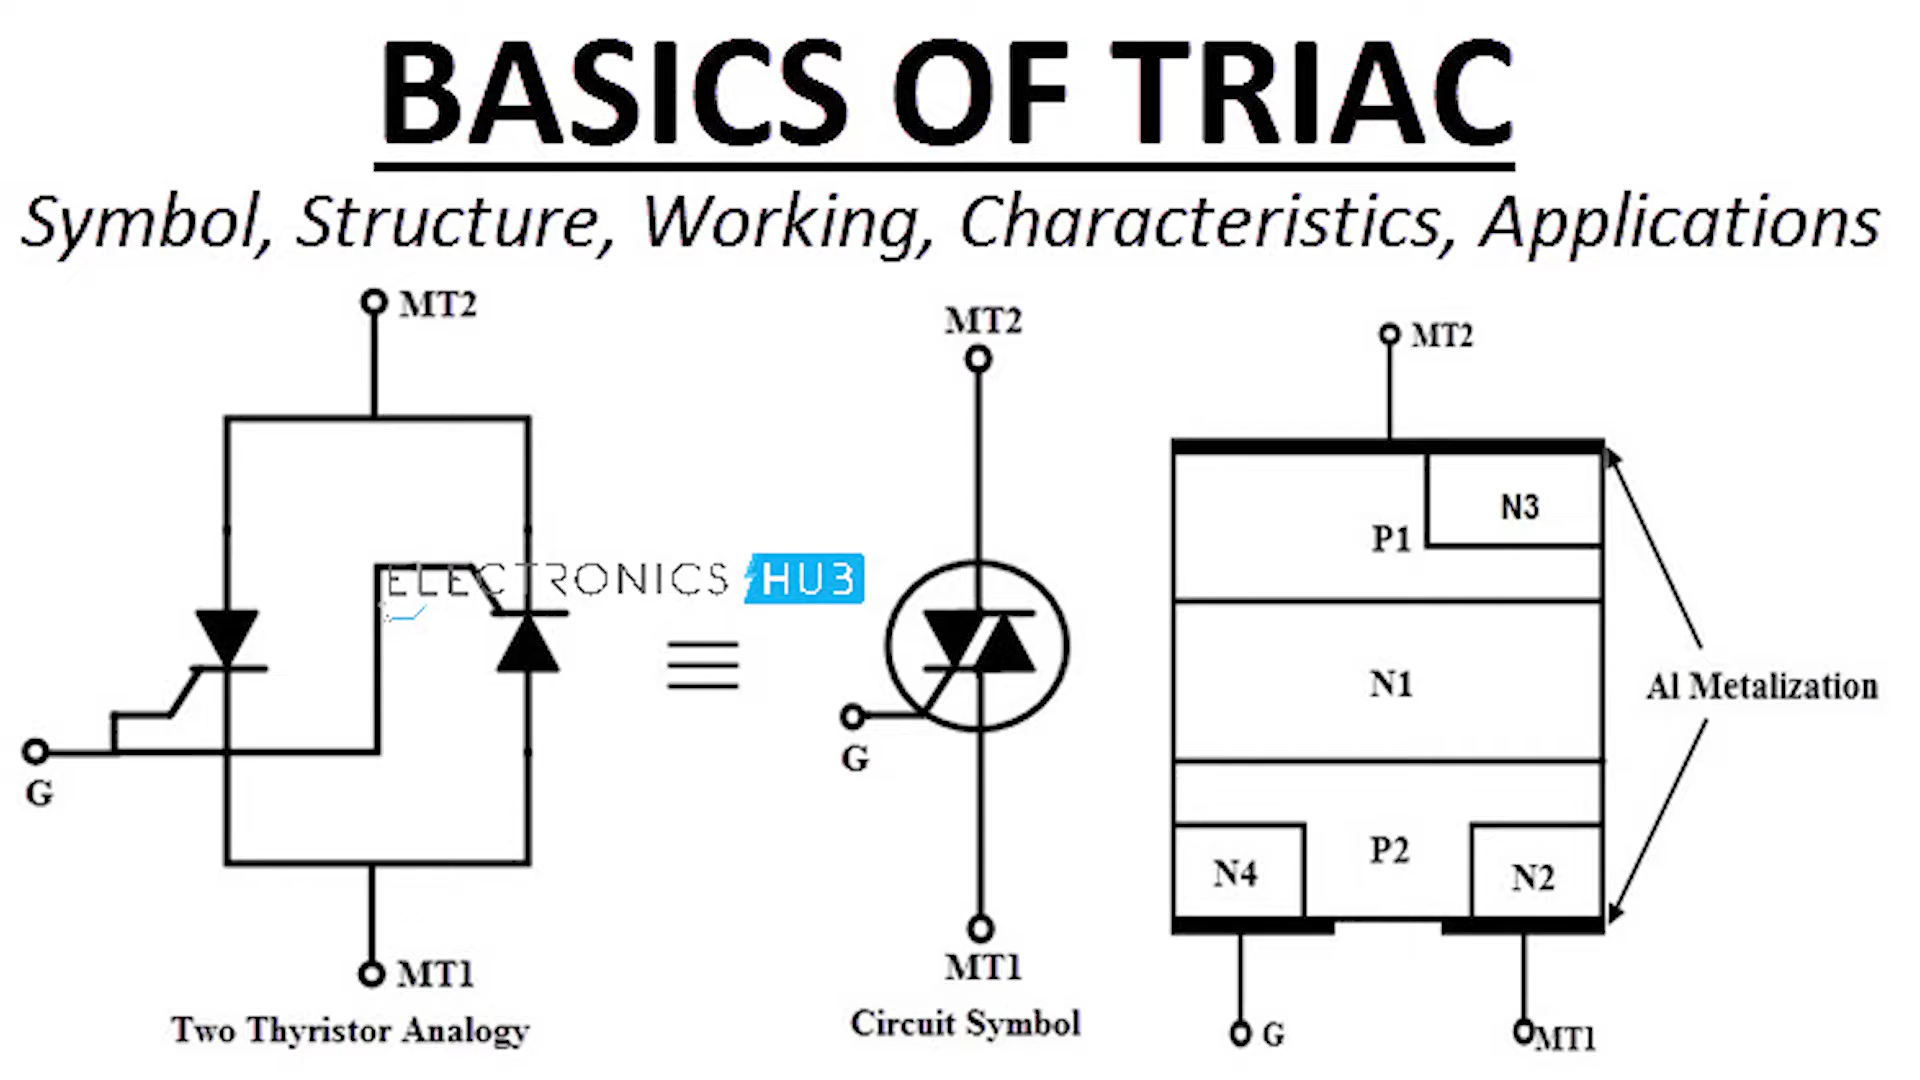 BASICS OF TRIAC
Symbol, Structure, Working, Characteristics, Applications
MT2
G
MT1
Two Thyristor Analogy
ELECTRONICS HUB
MT2
G
MT1
Circuit Symbol
MT2
N3
P1
N1
Al Metalization
P2
N4
N2
G
MT1